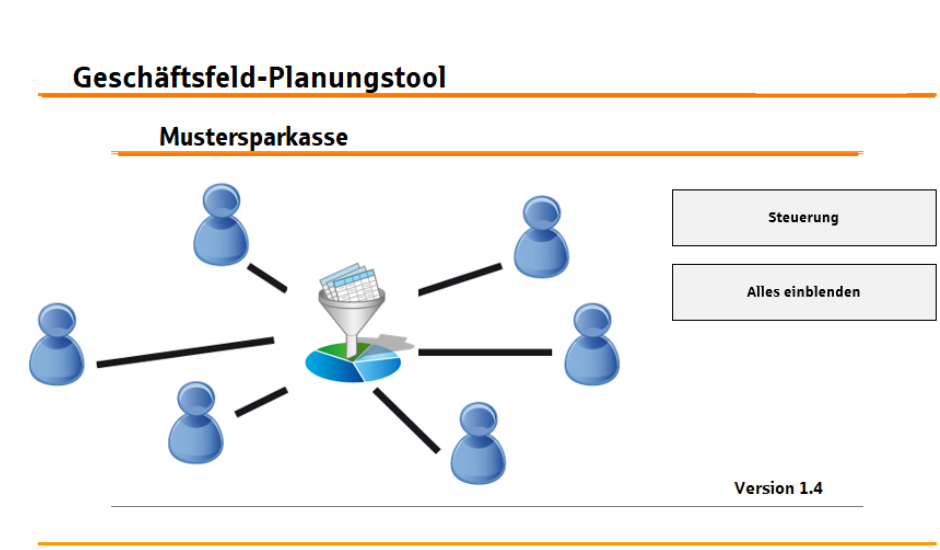 Geschäftsfeld-Planungstool
Mustersparkasse
Steuerung
Alles einblenden
Version 1.4